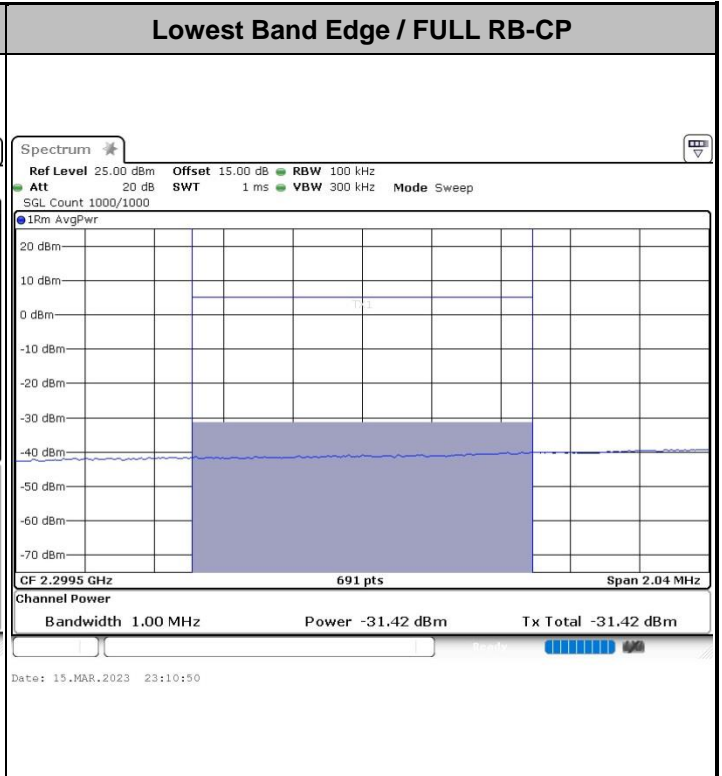 Lowest Band Edge / FULL RB-CP
Spectrum
Ref Level 25.00 dBm Offset 15.00 dB RBW 100 kHz
Att 20 dB SWT 1 ms VBW 300 kHz Mode Sweep
SGL Count 1000/1000
1Rm AvgPwr
20 dBm
10 dBm
TX1
0 dBm
-10 dBm
-20 dBm
-30 dBm
-40 dBm
-50 dBm
-60 dBm
-70 dBm
CF 2.2995 GHz 691 pts Span 2.04 MHz
Channel Power
Bandwidth 1.00 MHz Power -31.42 dBm Tx Total -31.42 dBm
Ready
Date: 15.MAR.2023 23:10:50